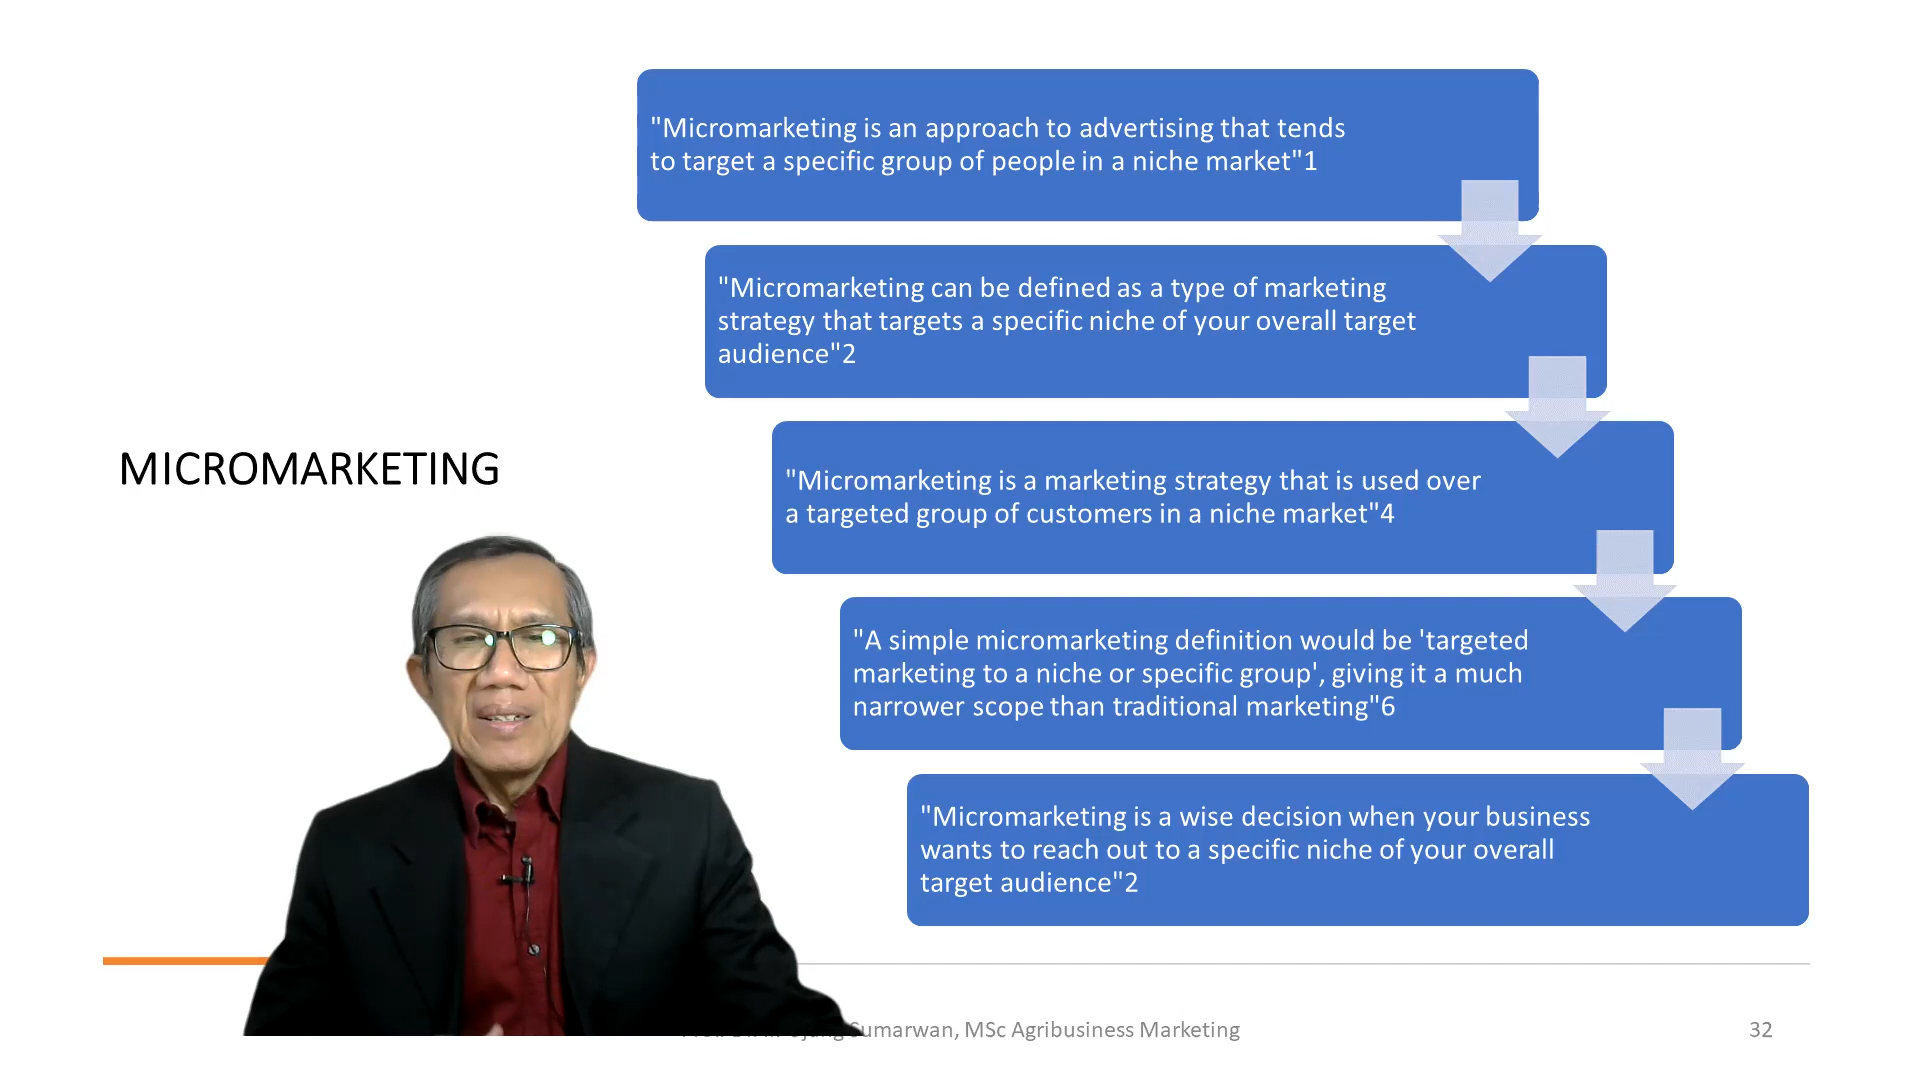 "Micromarketing is an approach to advertising that tends
to target a specific group of people in a niche market"1
"Micromarketing can be defined as a type of marketing
strategy that targets a specific niche of your overall target
audience"2
MICROMARKETING
"Micromarketing is a marketing strategy that is used over
a targeted group of customers in a niche market"4
"A simple micromarketing definition would be 'targeted
marketing to a niche or specific group', giving it a much
narrower scope than traditional marketing"6
"Micromarketing is a wise decision when your business
wants to reach out to a specific niche of your overall
target audience"2
Sumarwan, MSc Agribusiness Marketing
32